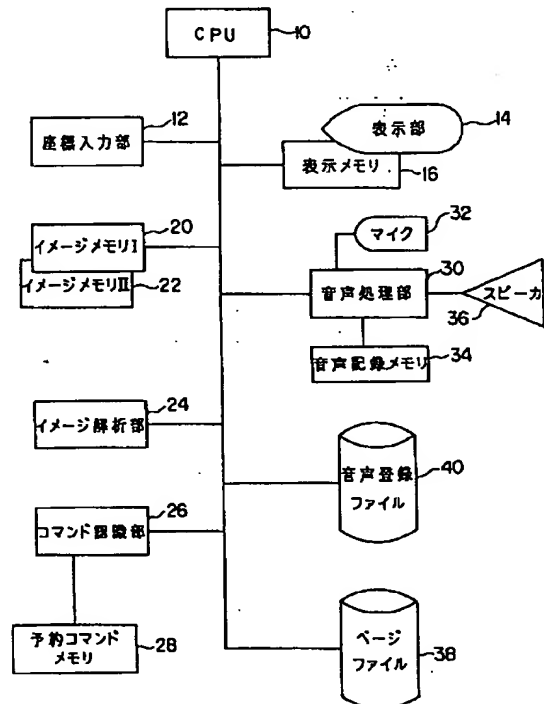 CPU
10
座標入力部
12
表示部
14
表示メモリ
16
イメージメモリI
20
イメージメモリII
22
マイク
32
音声処理部
30
スピーカ
36
音声記録メモリ
34
イメージ解析部
24
音声登録
ファイル
40
コマンド認識部
26
予約コマンド
メモリ
28
ページ
ファイル
38